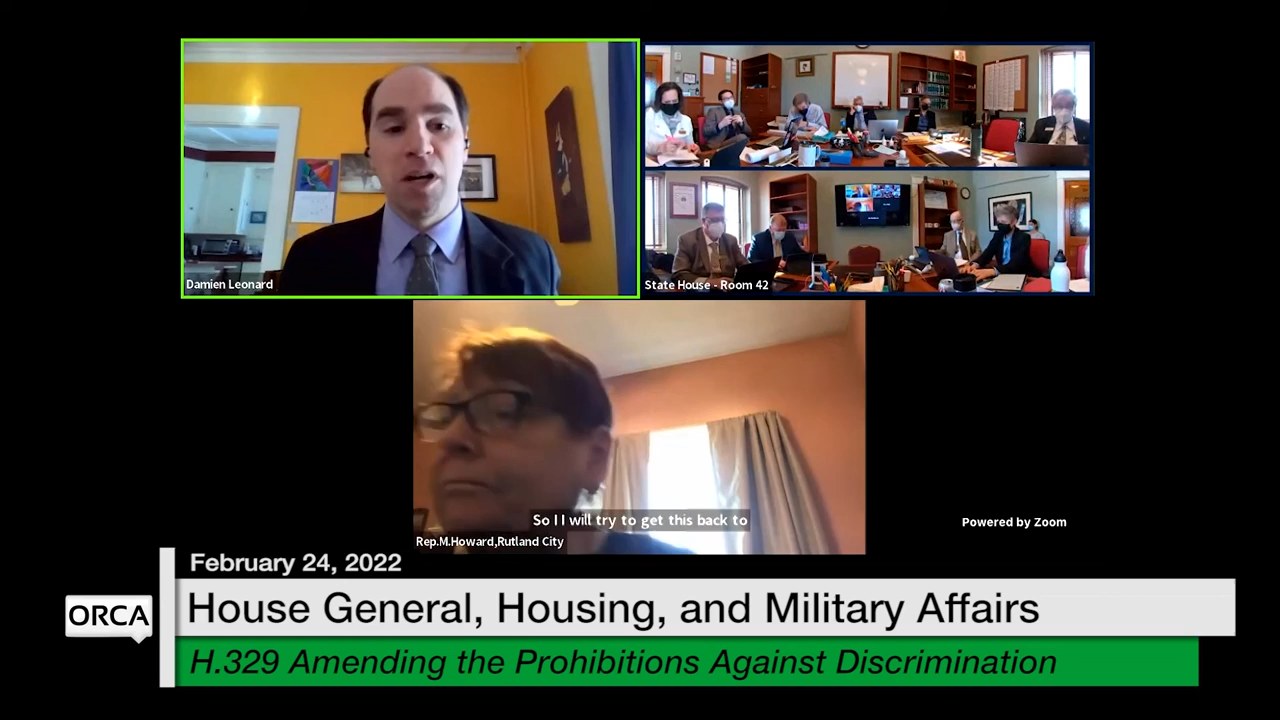 Damien Leonard
State House - Room 42
So I I will try to get this back to
Rep.M.Howard,Rutland City
Powered by Zoom
February 24, 2022
ORCA
House General, Housing, and Military Affairs
H.329 Amending the Prohibitions Against Discrimination